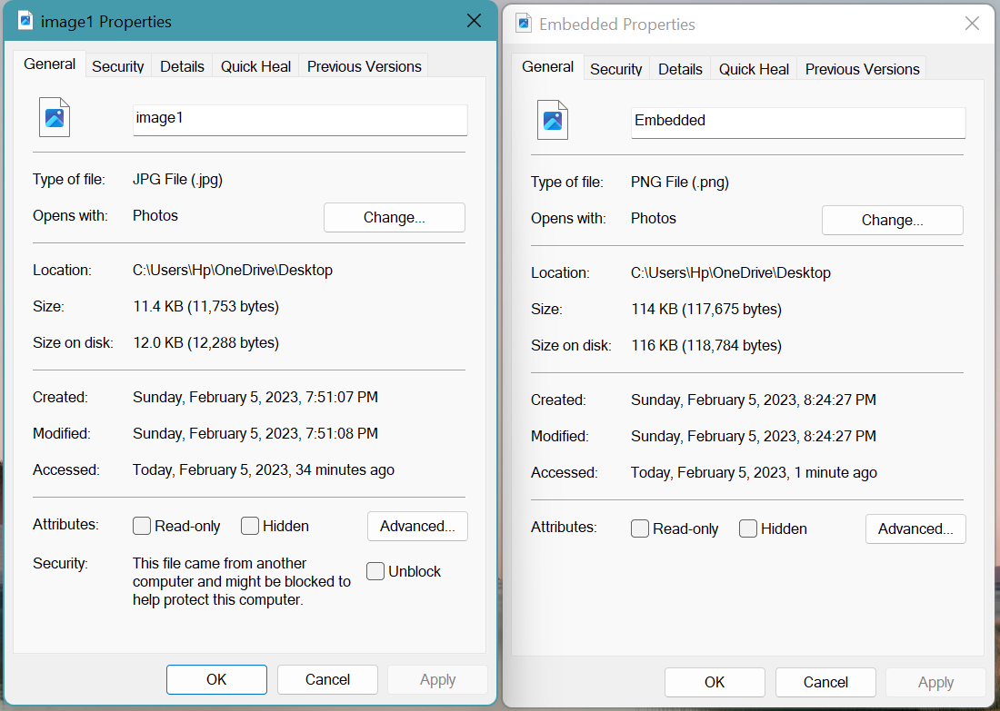 image1 Properties
General Security Details Quick Heal Previous Versions
image1
Type of file: JPG File (.jpg)
Opens with: Photos Change...
Location: C:\Users\Hp\OneDrive\Desktop
Size: 11.4 KB (11,753 bytes)
Size on disk: 12.0 KB (12,288 bytes)
Created: Sunday, February 5, 2023, 7:51:07 PM
Modified: Sunday, February 5, 2023, 7:51:08 PM
Accessed: Today, February 5, 2023, 34 minutes ago
Attributes: Read-only Hidden Advanced...
Security: This file came from another
computer and might be blocked to
help protect this computer.
Unblock
OK Cancel Apply
Embedded Properties
General Security Details Quick Heal Previous Versions
Embedded
Type of file: PNG File (.png)
Opens with: Photos Change...
Location: C:\Users\Hp\OneDrive\Desktop
Size: 114 KB (117,675 bytes)
Size on disk: 116 KB (118,784 bytes)
Created: Sunday, February 5, 2023, 8:24:27 PM
Modified: Sunday, February 5, 2023, 8:24:27 PM
Accessed: Today, February 5, 2023, 1 minute ago
Attributes: Read-only Hidden Advanced...
OK Cancel Apply